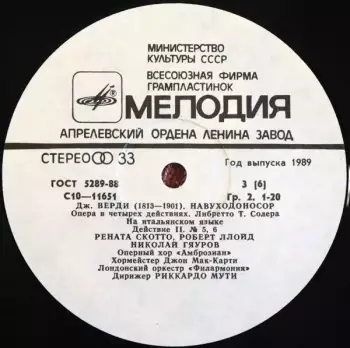 МИНИСТЕРСТВО
КУЛЬТУРЫ СССР
ВСЕСОЮЗНАЯ ФИРМА
ГРАМПЛАСТИНОК
МЕЛОДИЯ
АПРЕЛЕВСКИЙ ОРДЕНА ЛЕНИНА ЗАВОД
СТЕРЕО 33
Год выпуска 1989
ГОСТ 5289-88
3 [6]
С10—11651
Гр. 2. 1-20
ДЖ. ВЕРДИ (1813—1901). НАВУХОДОНОСОР
Опера в четырех действиях. Либретто Т. Солера
На итальянском языке
Действие II. № 5, 6
РЕНАТА СКОТТО, РОБЕРТ ЛЛОЙД
НИКОЛАЙ ГЯУРОВ
Оперный хор «Амброзиан»
Хормейстер Джон Мак-Карти
Лондонский оркестр «Филармония»
Дирижер РИККАРДО МУТИ